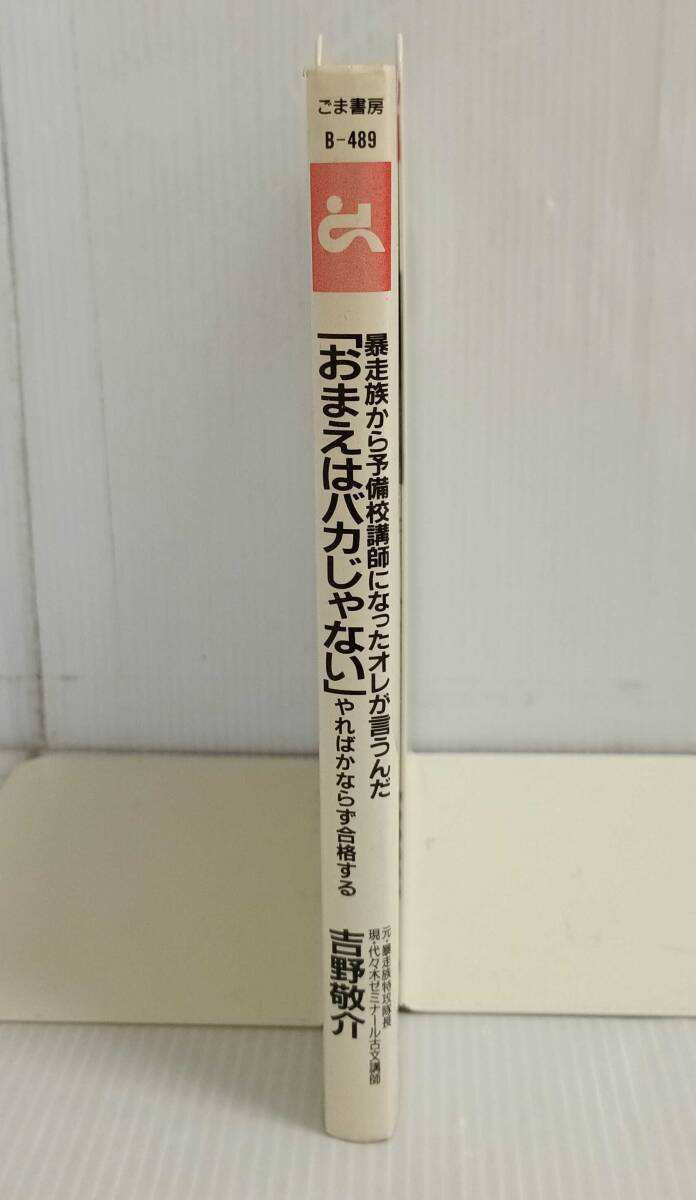 ごま書房
B-489
暴走族から予備校講師になったオレが言うんだ
「おまえはバカじゃない」
やればかならず合格する
元・暴走族特攻隊長
現・代々木ゼミナール古文講師
吉野敬介